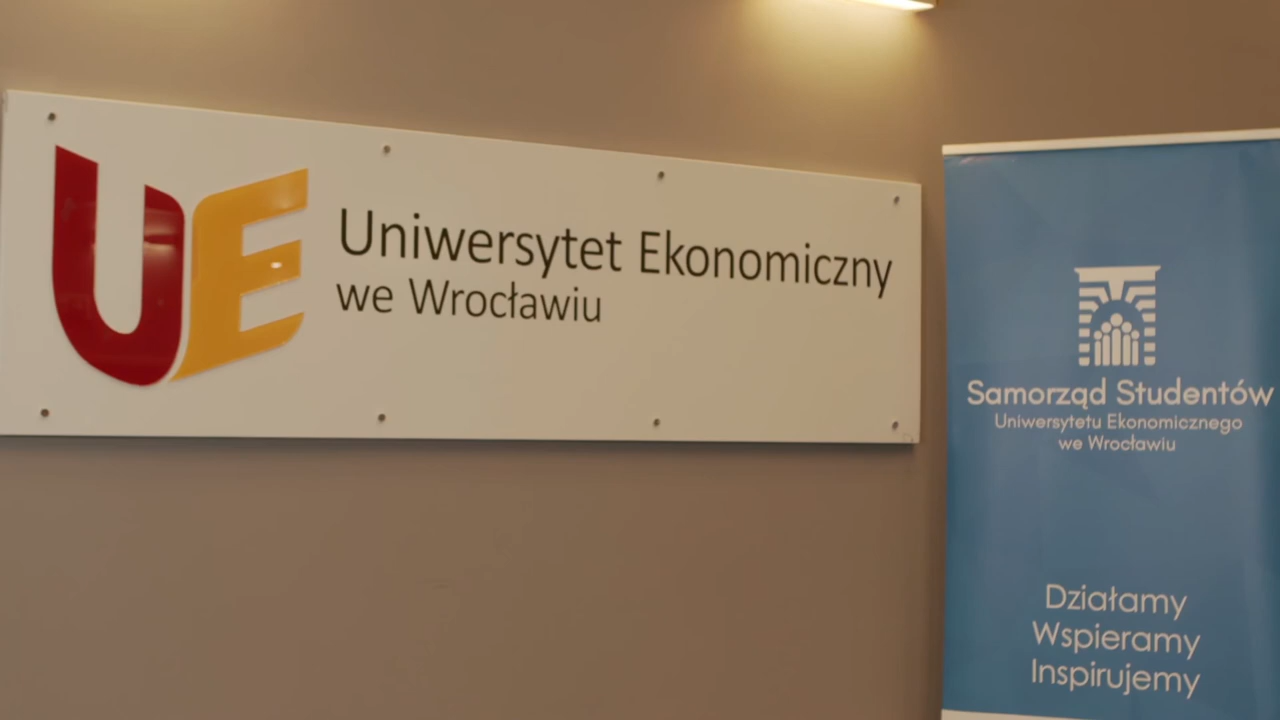 UE
Uniwersytet Ekonomiczny
we Wrocławiu
Samorząd Studentów
Uniwersytetu Ekonomicznego
we Wrocławiu
Działamy
Wspieramy
Inspirujemy